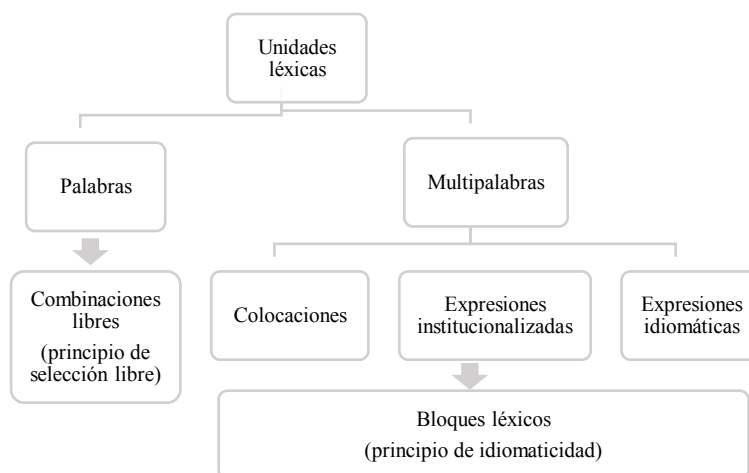 Unidades
léxicas
Palabras
Multipalabras
Combinaciones
libres
(principio de
selección libre)
Colocaciones
Expresiones
institucionalizadas
Expresiones
idiomáticas
Bloques léxicos
(principio de idiomaticidad)